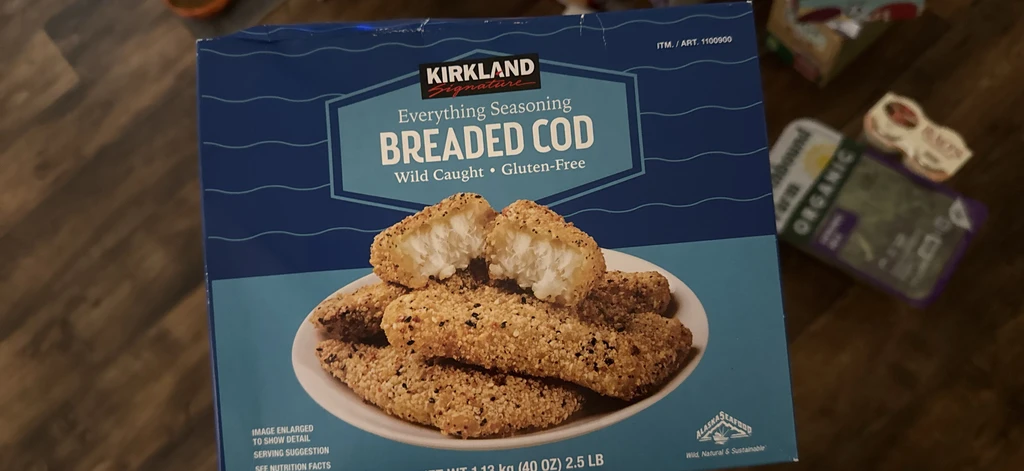 ITM. / ART. 1100900
KIRKLAND
Signature
Everything Seasoning
BREADED COD
Wild Caught • Gluten-Free
IMAGE ENLARGED
TO SHOW DETAIL
SERVING SUGGESTION
SEE NUTRITION FACTS
WT 1.13 kg (40 OZ) 2.5 LB
ALASKA SEAFOOD
Wild, Natural & Sustainable
ORGANIC